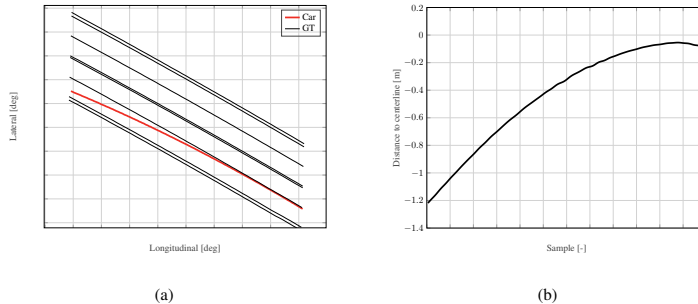 Car
GT
Lateral [deg]
Longitudinal [deg]
(a)
0.2
0
−0.2
−0.4
−0.6
−0.8
−1
−1.2
−1.4
Distance to centerline [m]
Sample [-]
(b)